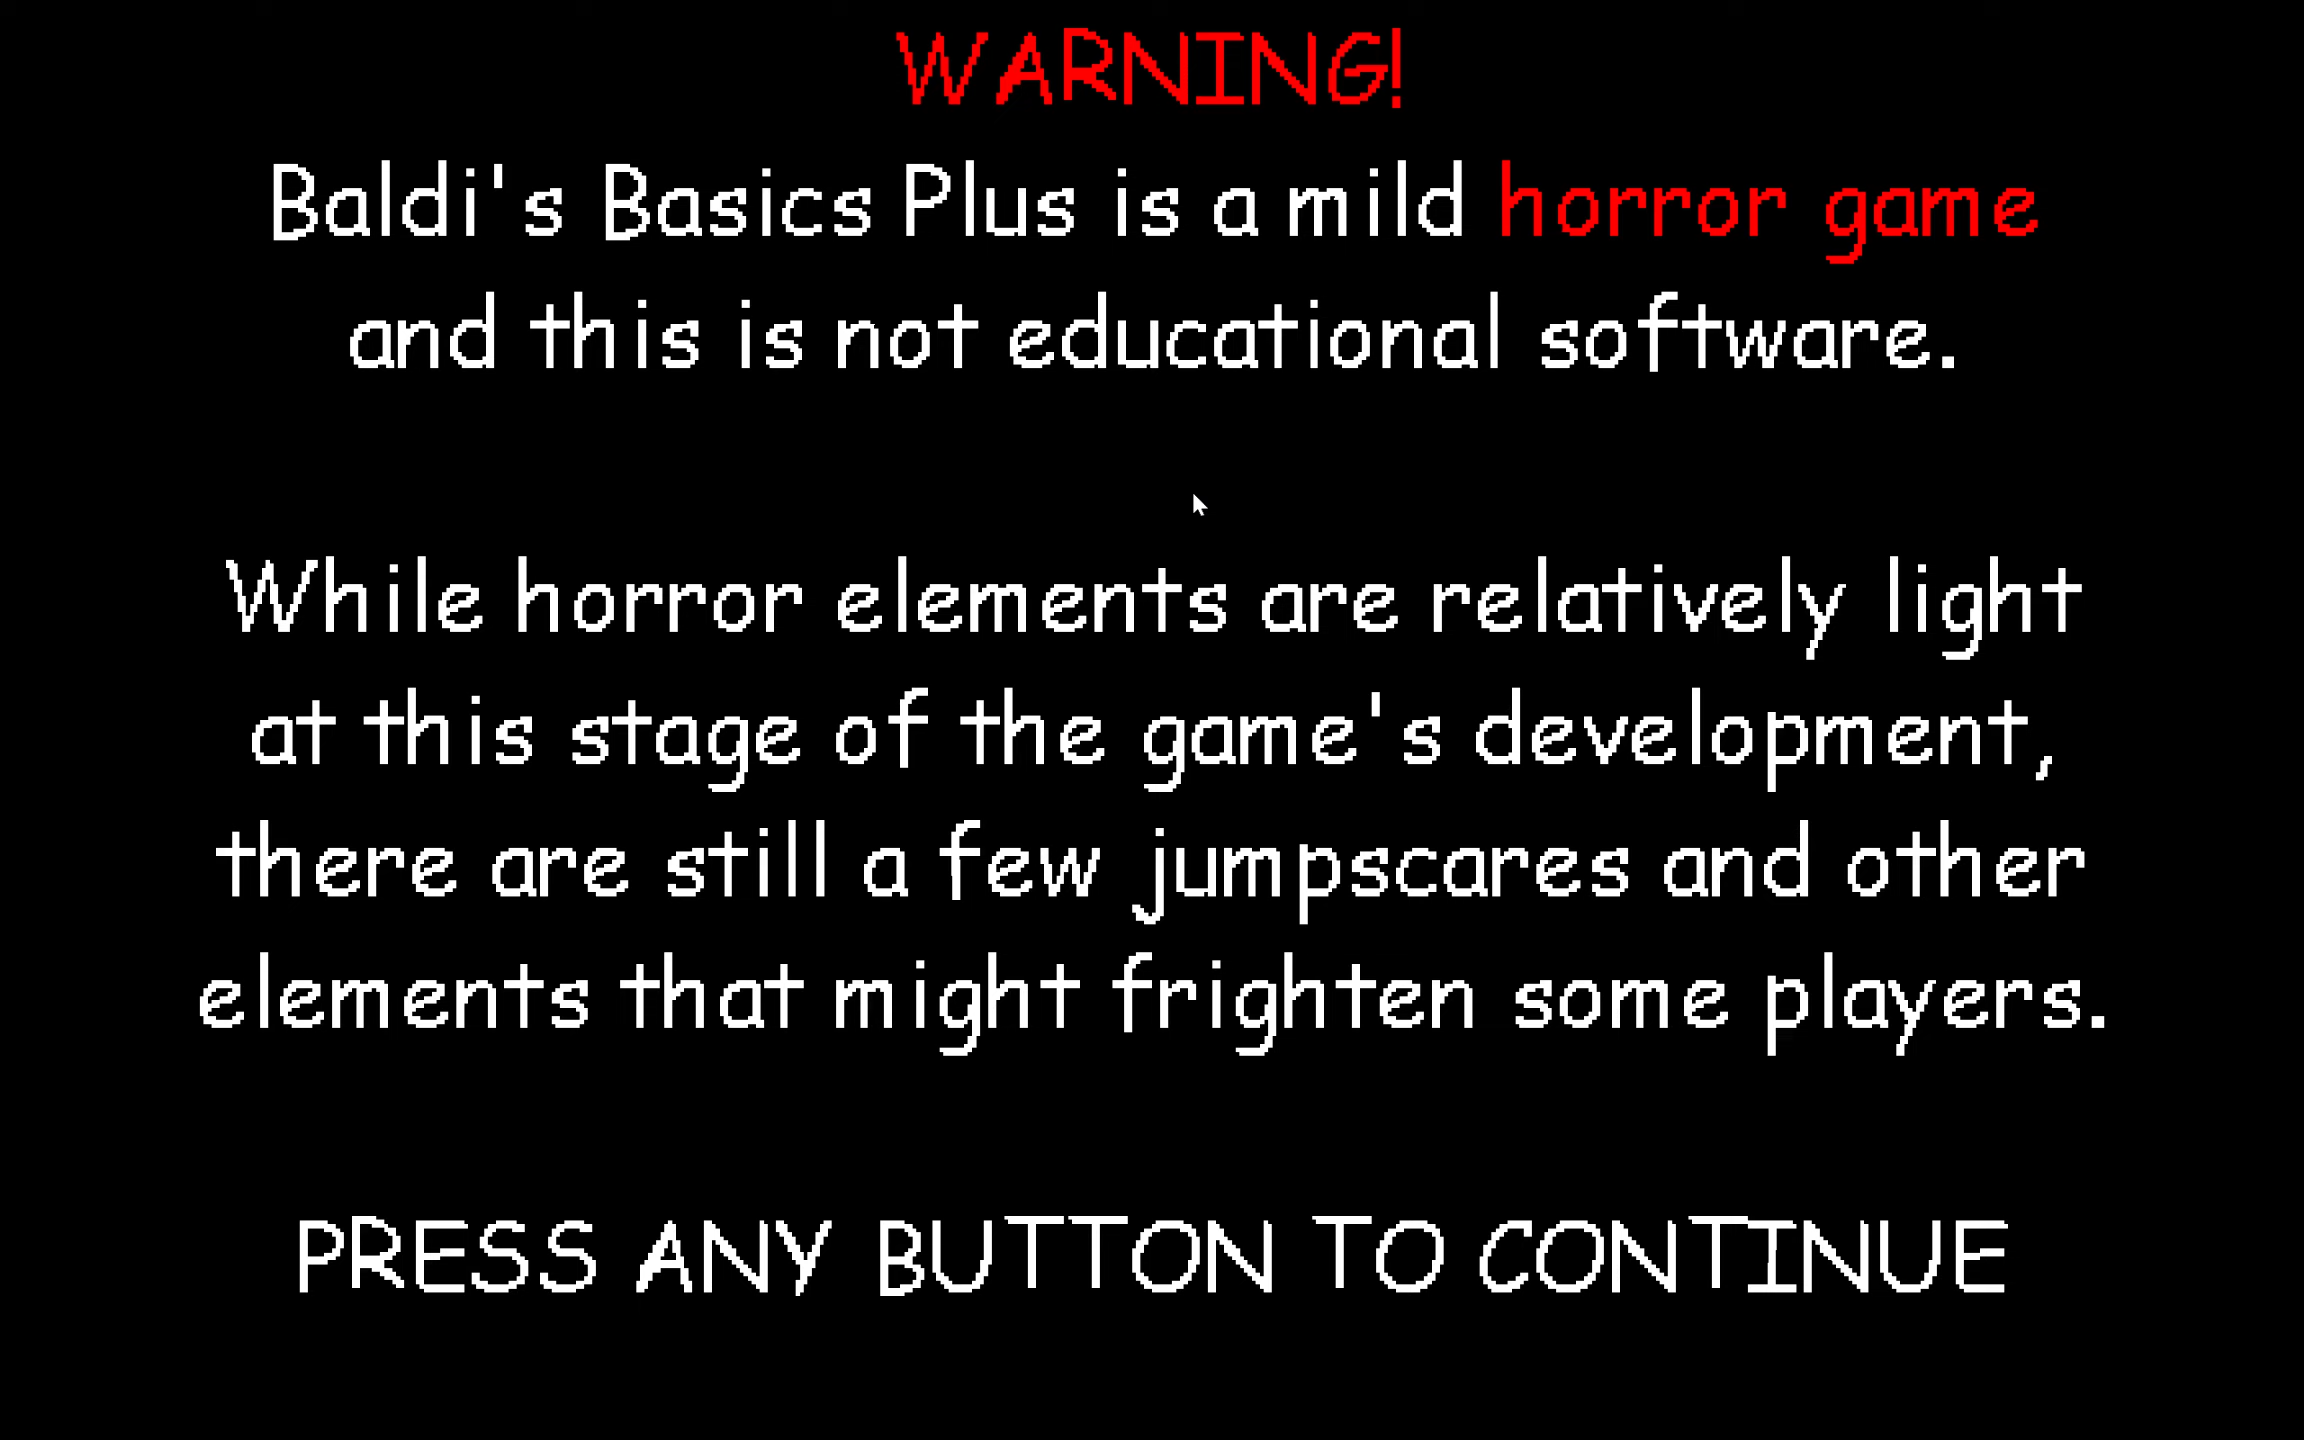 WARNING!
Baldi's Basics Plus is a mild horror game
and this is not educational software.
While horror elements are relatively light
at this stage of the game's development,
there are still a few jumpscares and other
elements that might frighten some players.
PRESS ANY BUTTON TO CONTINUE